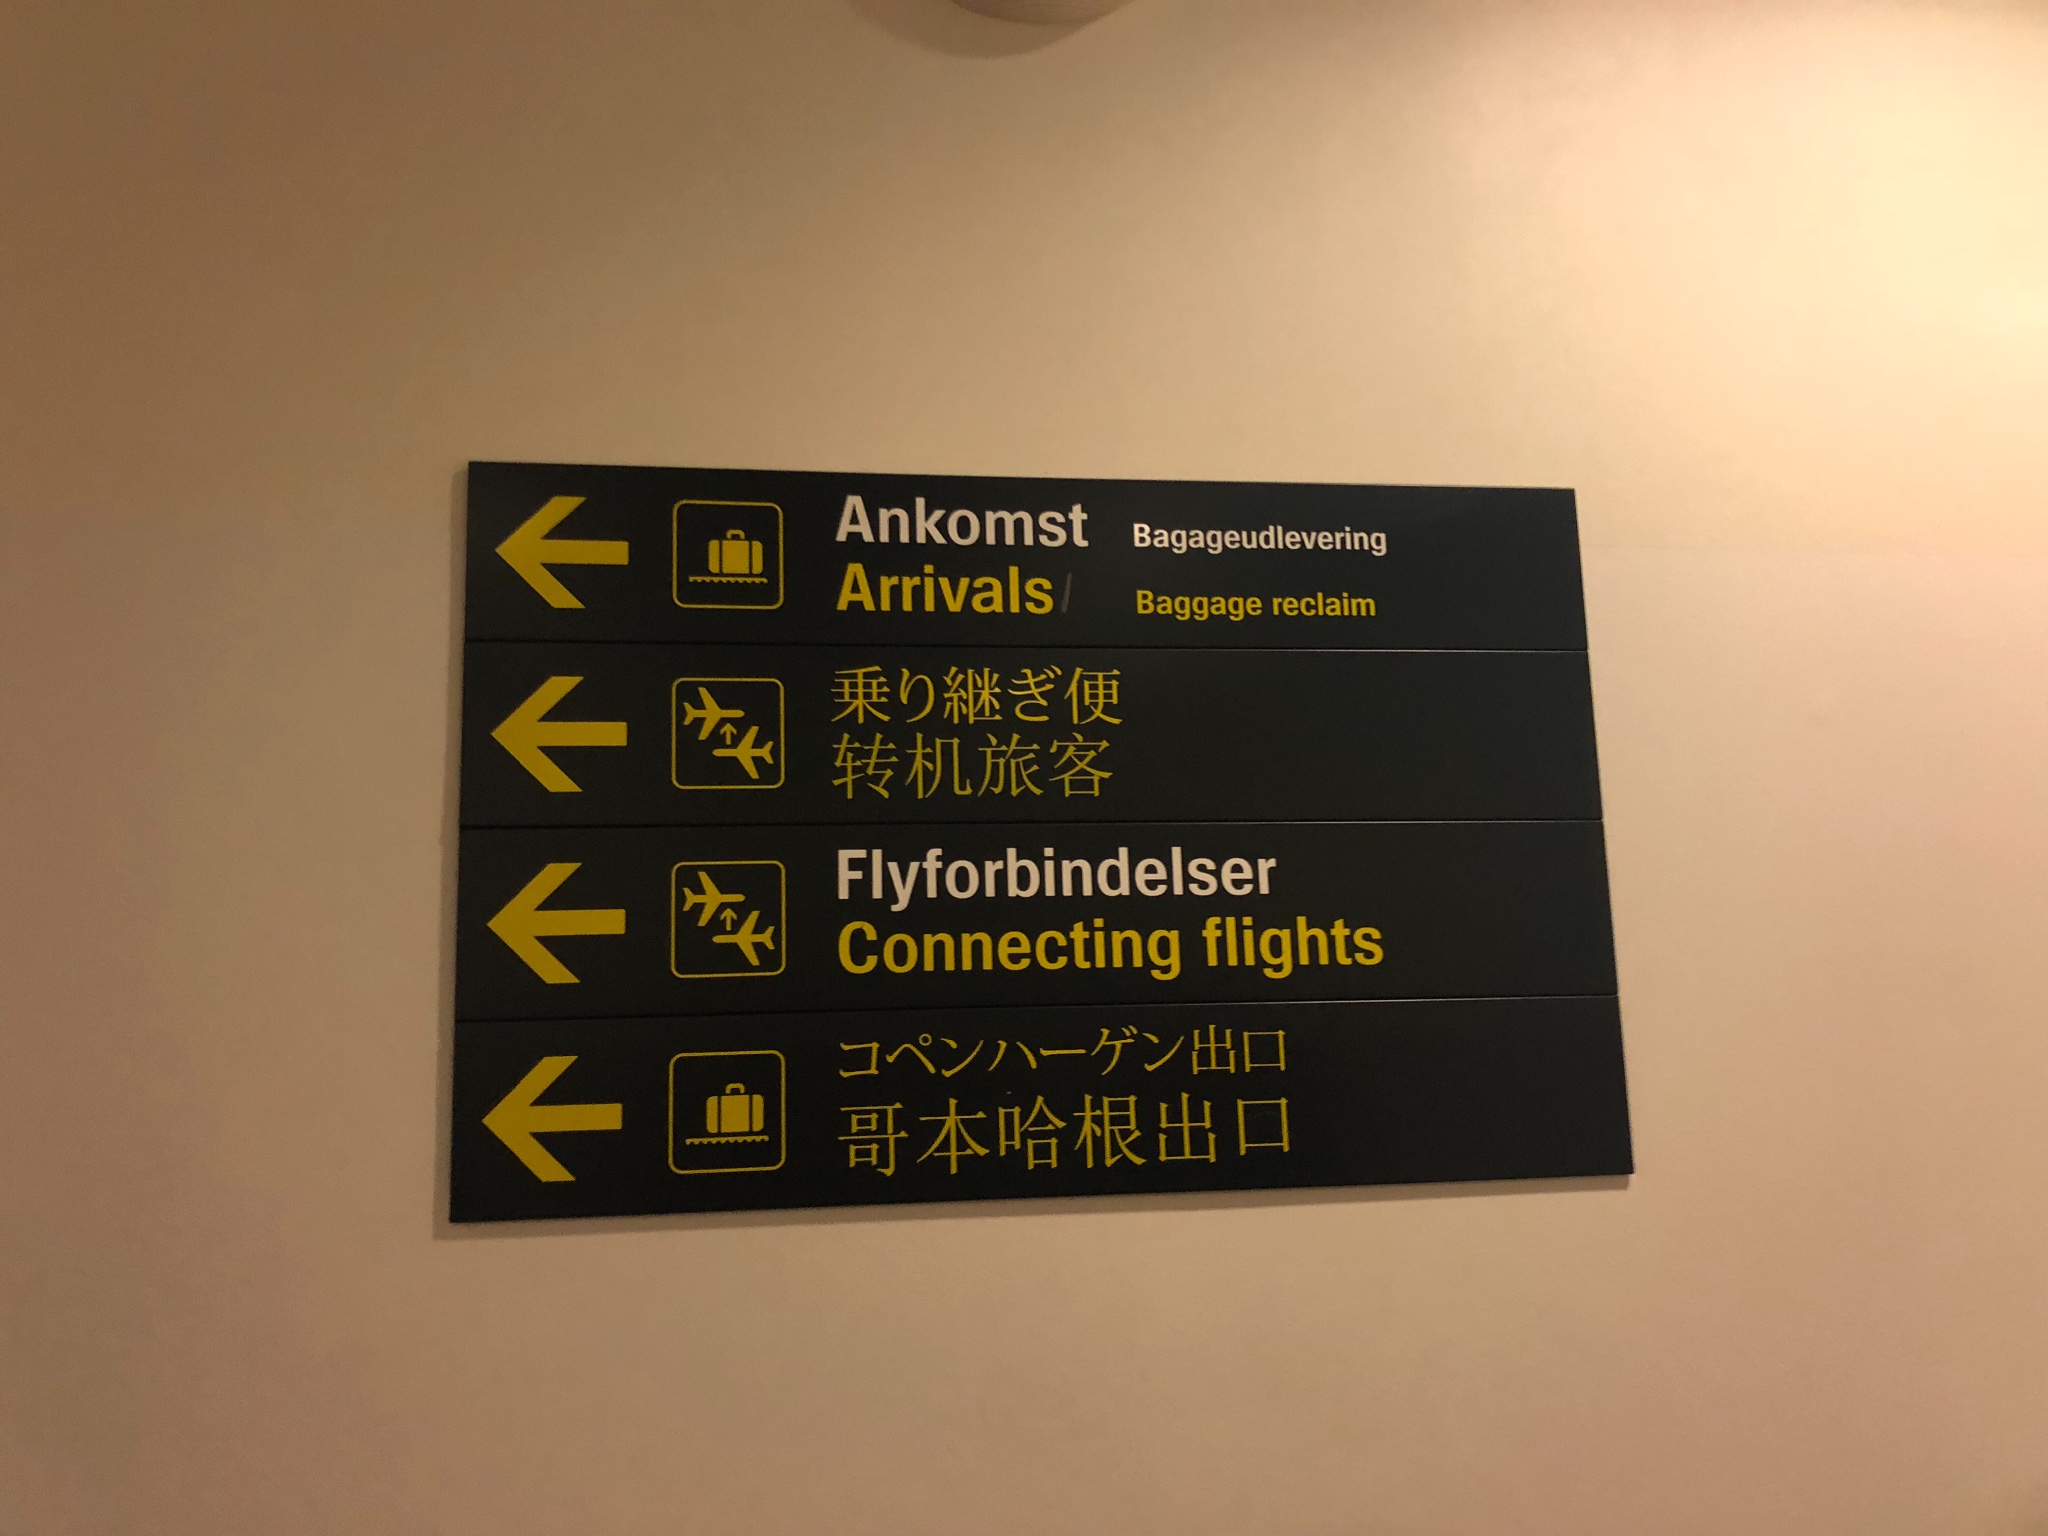 Ankomst Bagageudlevering
Arrivals Baggage reclaim
乗り継ぎ便
转机旅客
Flyforbindelser
Connecting flights
コペンハーゲン出口
哥本哈根出口